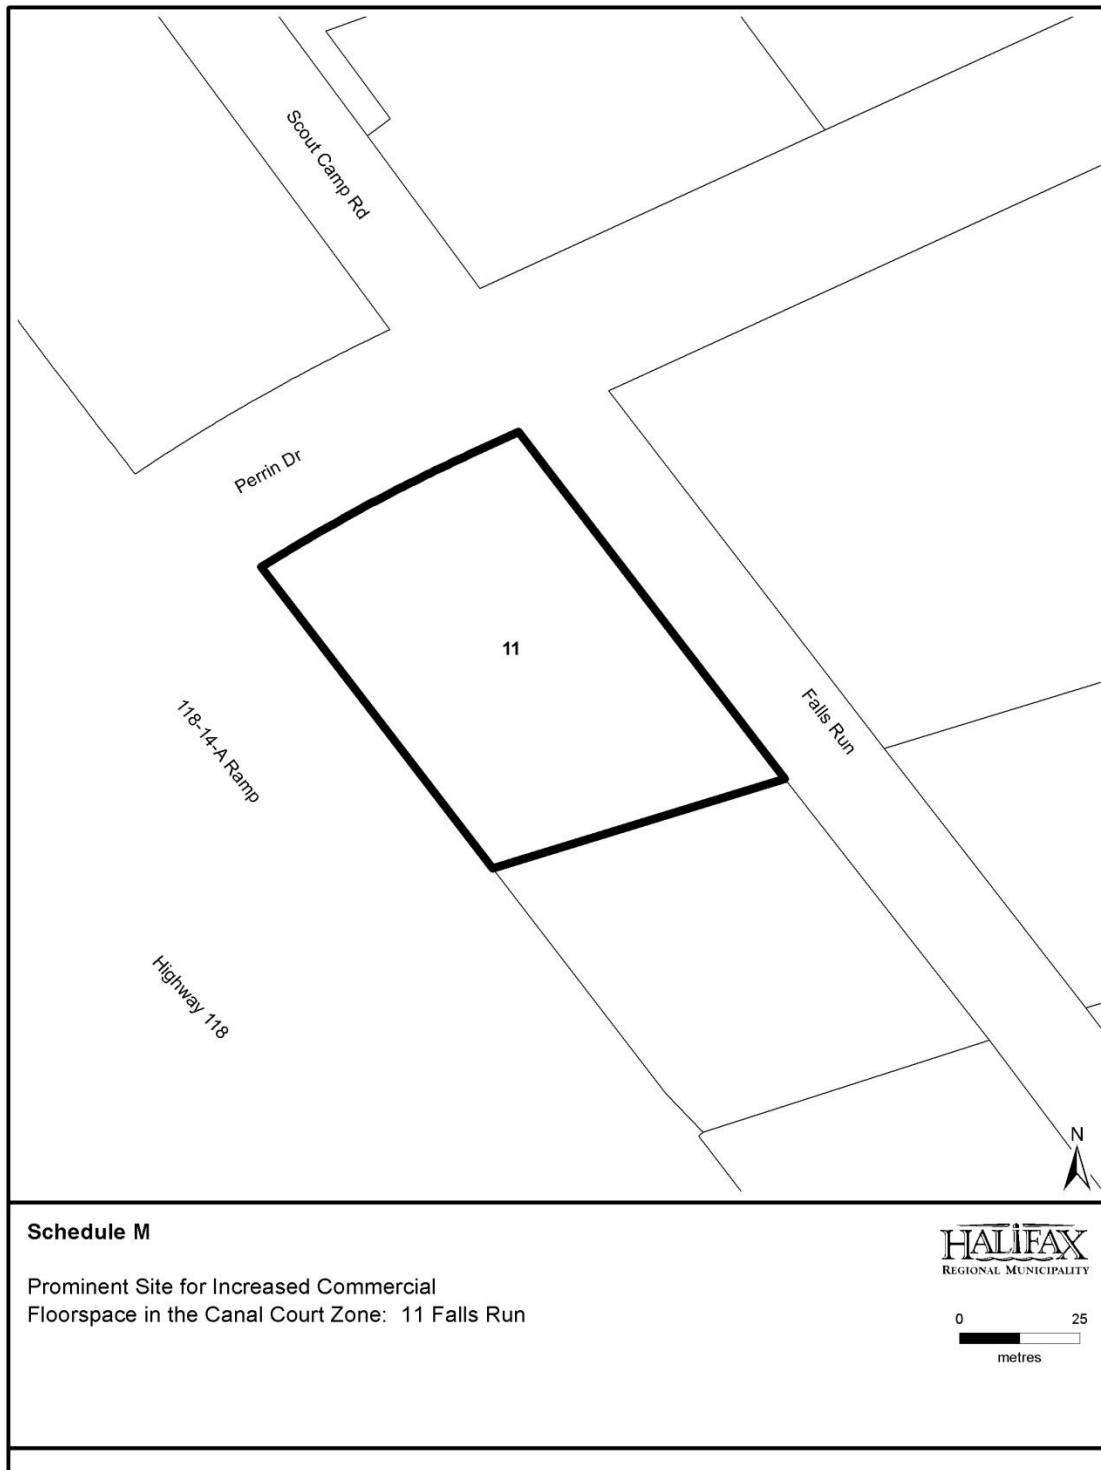 Scout Camp Rd
Perrin Dr
11
118-14-A Ramp
Falls Run
Highway 118
N
Schedule M
Prominent Site for Increased Commercial
Floorspace in the Canal Court Zone: 11 Falls Run
HALIFAX
REGIONAL MUNICIPALITY
0 25
metres